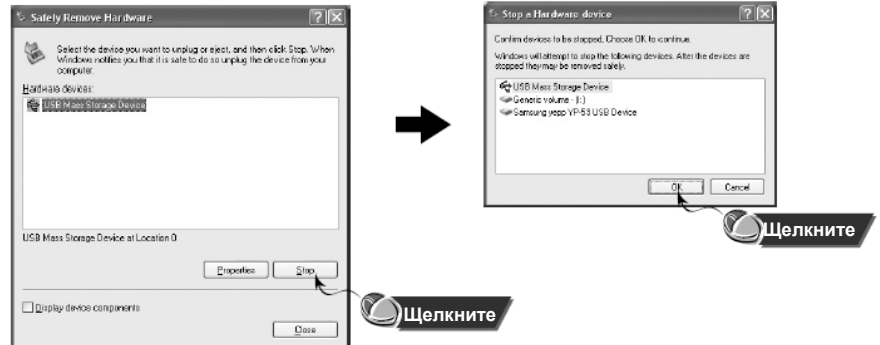 Safely Remove Hardware
Select the device you want to unplug or eject, and then click Stop. When
Windows notifies you that it is safe to do so unplug the device from your
computer.
Hardware devices:
USB Mass Storage Device
USB Mass Storage Device at Location 0
Properties
Stop
Щелкните
Display device components
Close
Stop a Hardware device
Confirm devices to be stopped, Choose OK to continue.
Windows will attempt to stop the following devices. After the devices are
stopped they may be removed safely.
USB Mass Storage Device
Generic volume - (I:)
Samsung yepp YP-53 USB Device
OK
Cancel
Щелкните